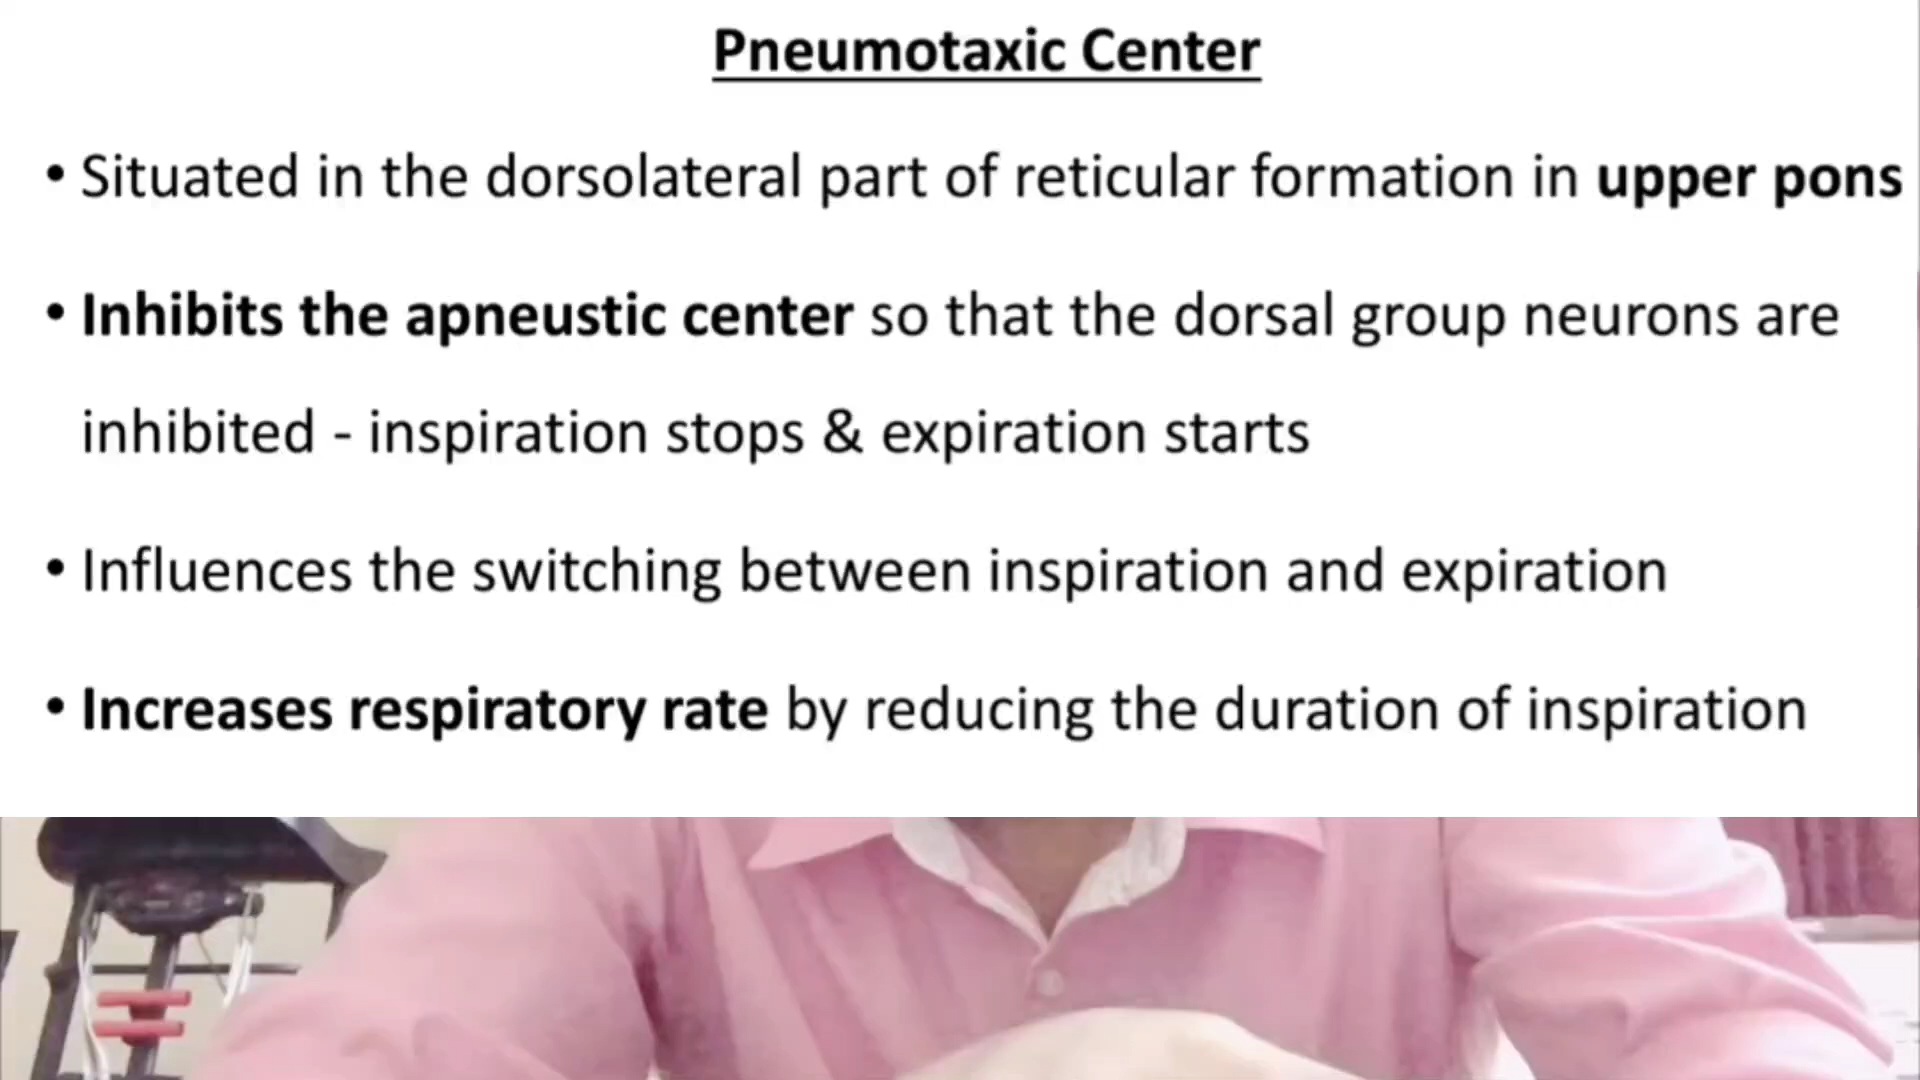 Pneumotaxic Center
• Situated in the dorsolateral part of reticular formation in upper pons
• Inhibits the apneustic center so that the dorsal group neurons are
inhibited - inspiration stops & expiration starts
• Influences the switching between inspiration and expiration
• Increases respiratory rate by reducing the duration of inspiration